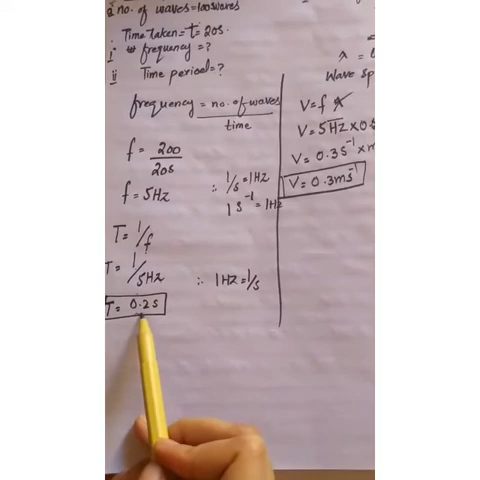 a no. of waves=100 waves
Time taken=t=20s.
i frequency=?
ii Time period=?
frequency = no. of waves
time
f = 200
20s
f = 5Hz
∴ 1/s=1Hz
1 s⁻¹ = 1Hz
T= 1/f
T= 1/5Hz
∴ 1Hz=1/s
T= 0.2s
λ =
Wave Sp
V=f λ
V= 5Hz×0.
V= 0.3s⁻¹×m
V= 0.3ms⁻¹